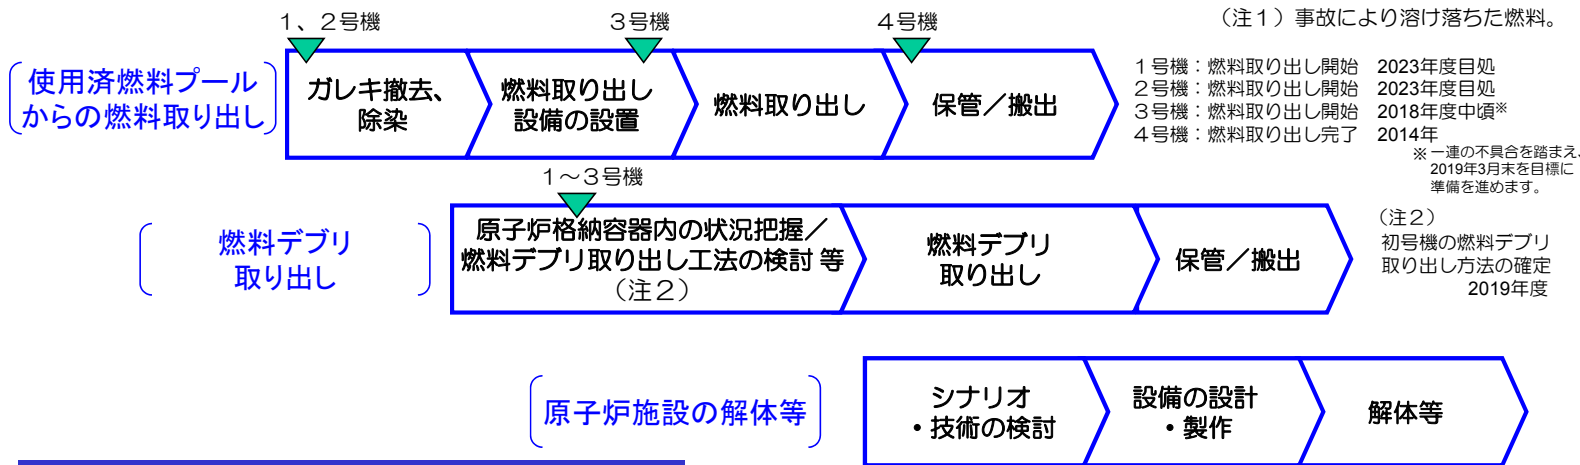 （注１）事故により溶け落ちた燃料。
１、２号機
３号機
４号機
使用済燃料プール
からの燃料取り出し
ガレキ撤去、
除染
燃料取り出し
設備の設置
燃料取り出し
保管／搬出
１号機：燃料取り出し開始　2023年度目処
２号機：燃料取り出し開始　2023年度目処
３号機：燃料取り出し開始　2018年度中頃※
４号機：燃料取り出し完了　2014年
※一連の不具合を踏まえ、
2019年3月末を目標に
準備を進めます。
１～３号機
燃料デブリ
取り出し
原子炉格納容器内の状況把握／
燃料デブリ取り出し工法の検討 等
（注２）
燃料デブリ
取り出し
保管／搬出
（注２）
初号機の燃料デブリ
取り出し方法の確定
2019年度
原子炉施設の解体等
シナリオ
・技術の検討
設備の設計
・製作
解体等